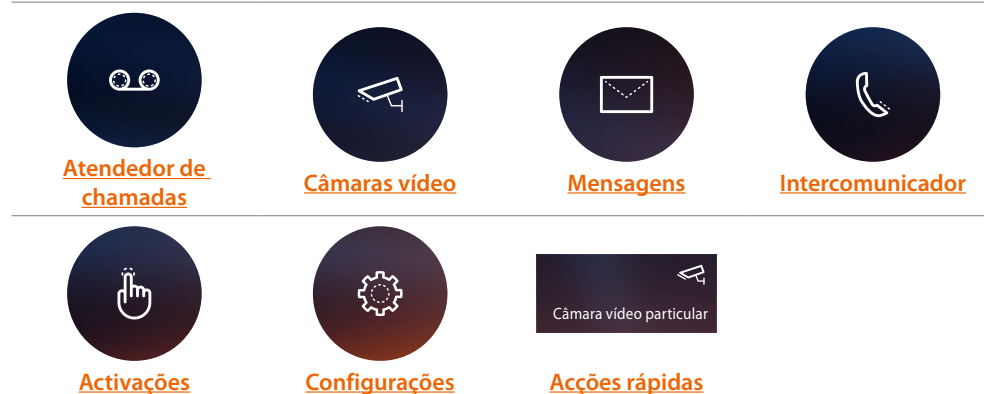 Atendedor de
chamadas
Câmaras vídeo
Mensagens
Intercomunicador
Câmara vídeo particular
Activações
Configurações
Acções rápidas